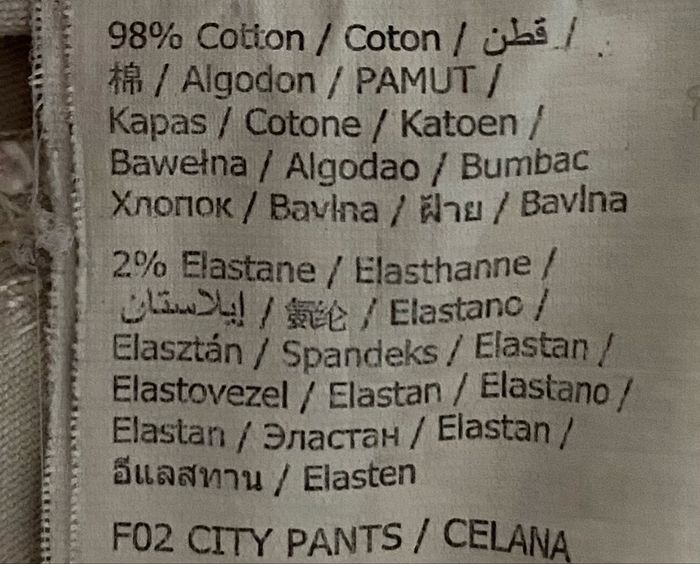 98% Cotton / Coton / قطن /
棉 / Algodon / PAMUT /
Kapas / Cotone / Katoen /
Bawełna / Algodao / Bumbac
Хлопок / Bavlna / ฝ้าย / Bavlna
2% Elastane / Elasthanne /
إيلاستان / 氨纶 / Elastano /
Elasztán / Spandeks / Elastan /
Elastovezel / Elastan / Elastano /
Elastan / Эластан / Elastan /
อีแลสทาน / Elasten
F02 CITY PANTS / CELANA